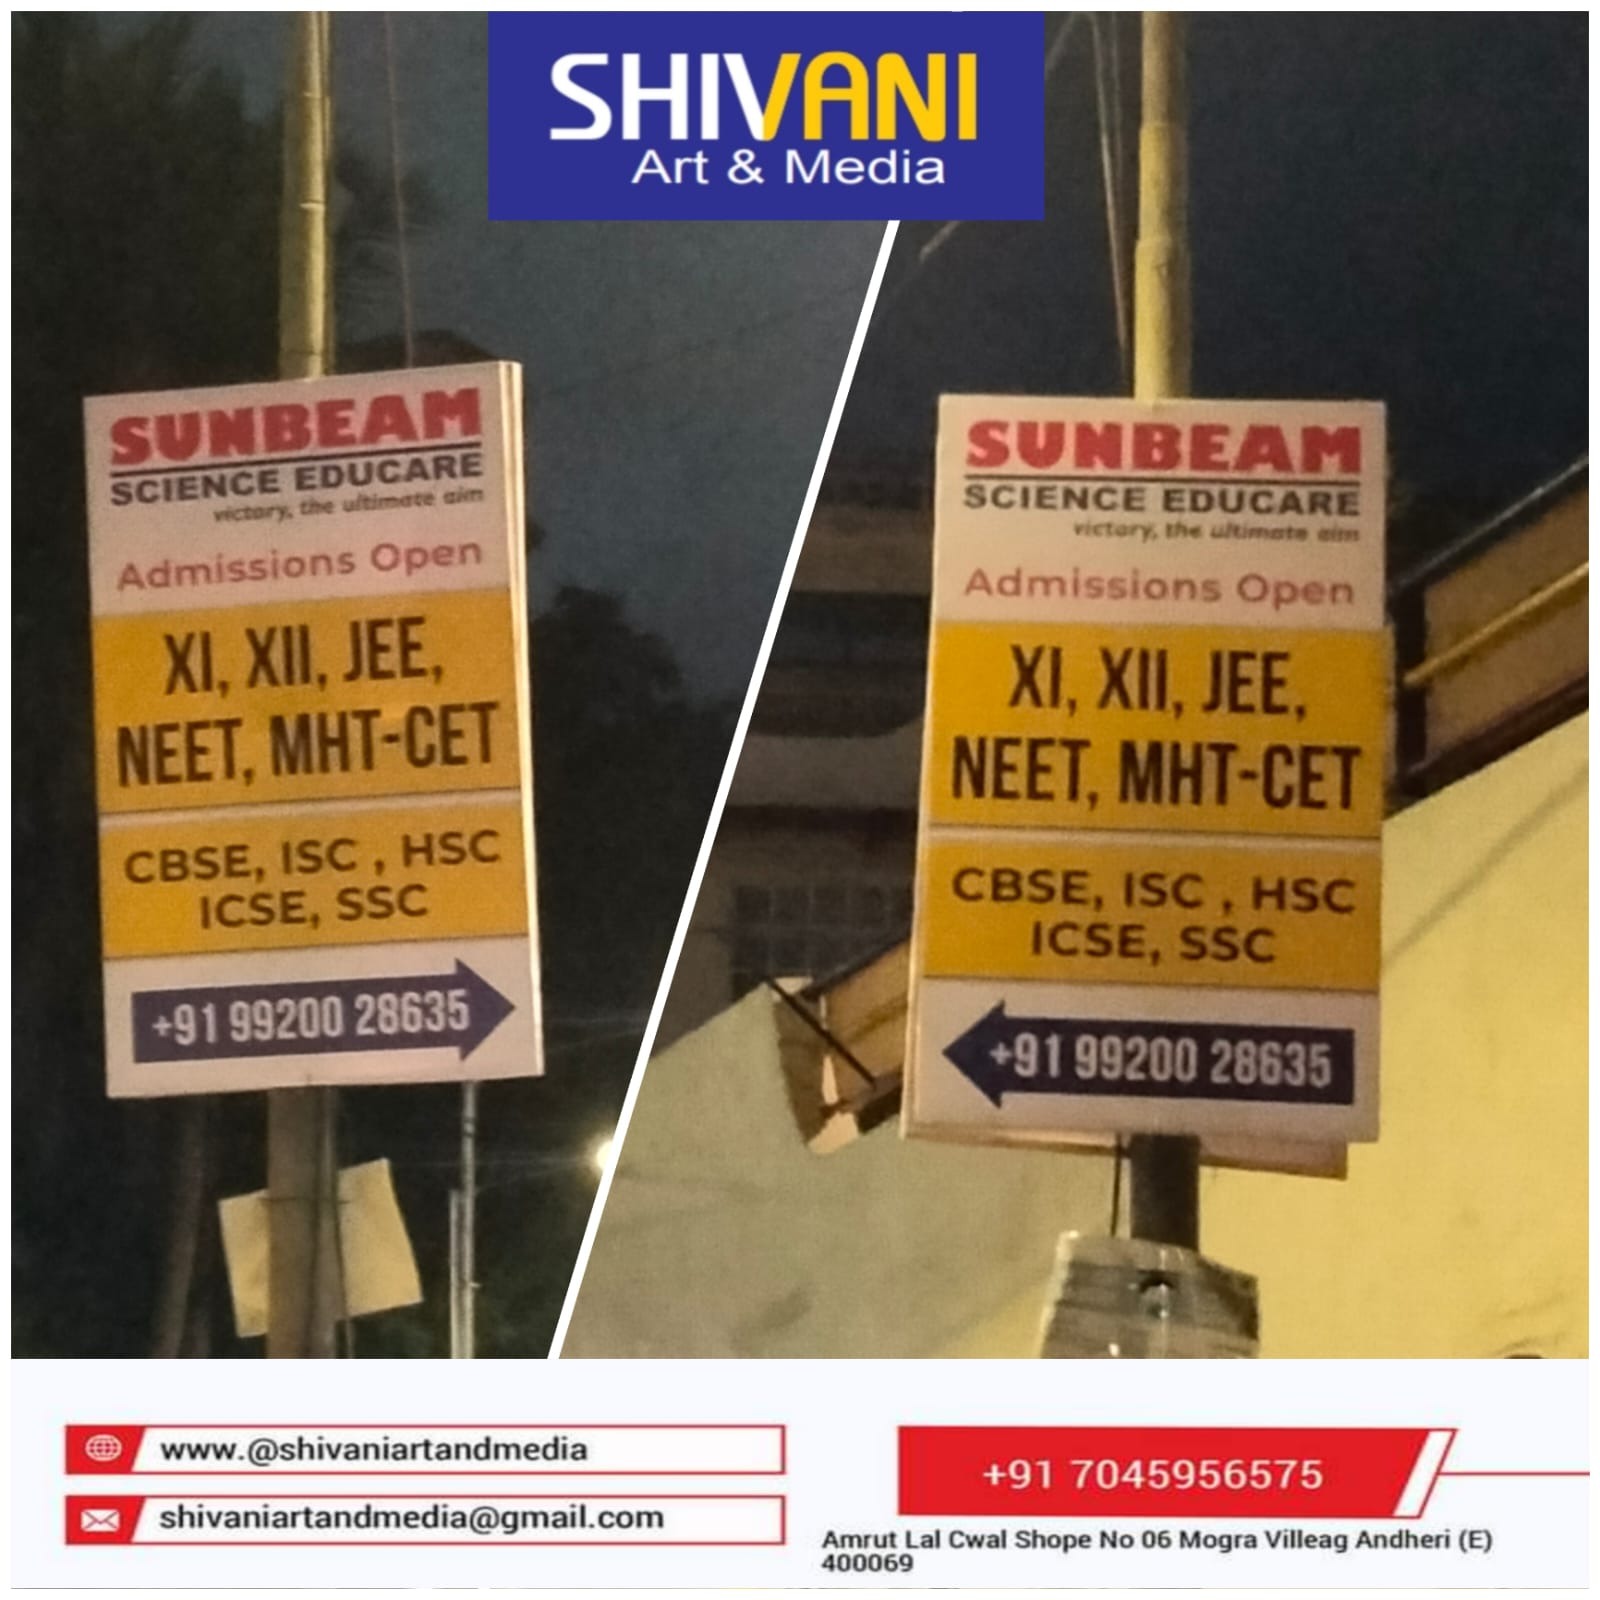 SHIVANI
Art & Media
SUNBEAM
SCIENCE EDUCARE
victory, the ultimate aim
Admissions Open
XI, XII, JEE,
NEET, MHT-CET
CBSE, ISC , HSC
ICSE, SSC
+91 99200 28635
SUNBEAM
SCIENCE EDUCARE
victory, the ultimate aim
Admissions Open
XI, XII, JEE,
NEET, MHT-CET
CBSE, ISC , HSC
ICSE, SSC
+91 99200 28635
www.@shivaniartandmedia
shivaniartandmedia@gmail.com
+91 7045956575
Amrut Lal Cwal Shope No 06 Mogra Villeag Andheri (E)
400069